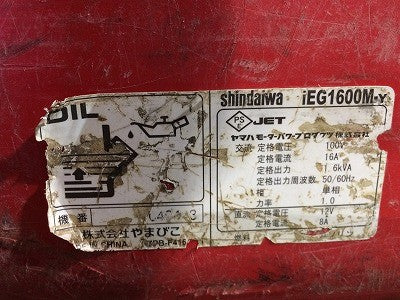 OIL
機番
株式会社やまびこ
IN CHINA
shindaiwa iEG1600M-Y
PS JET
ヤマハモーターパワープロダクツ株式会社
交流 定格電圧 100V
定格電流 16A
定格出力 1.6kVA
定格周波数 50/60Hz
相 単相
力率 1.0
直流 定格電圧 12V
定格電流 8A
燃料